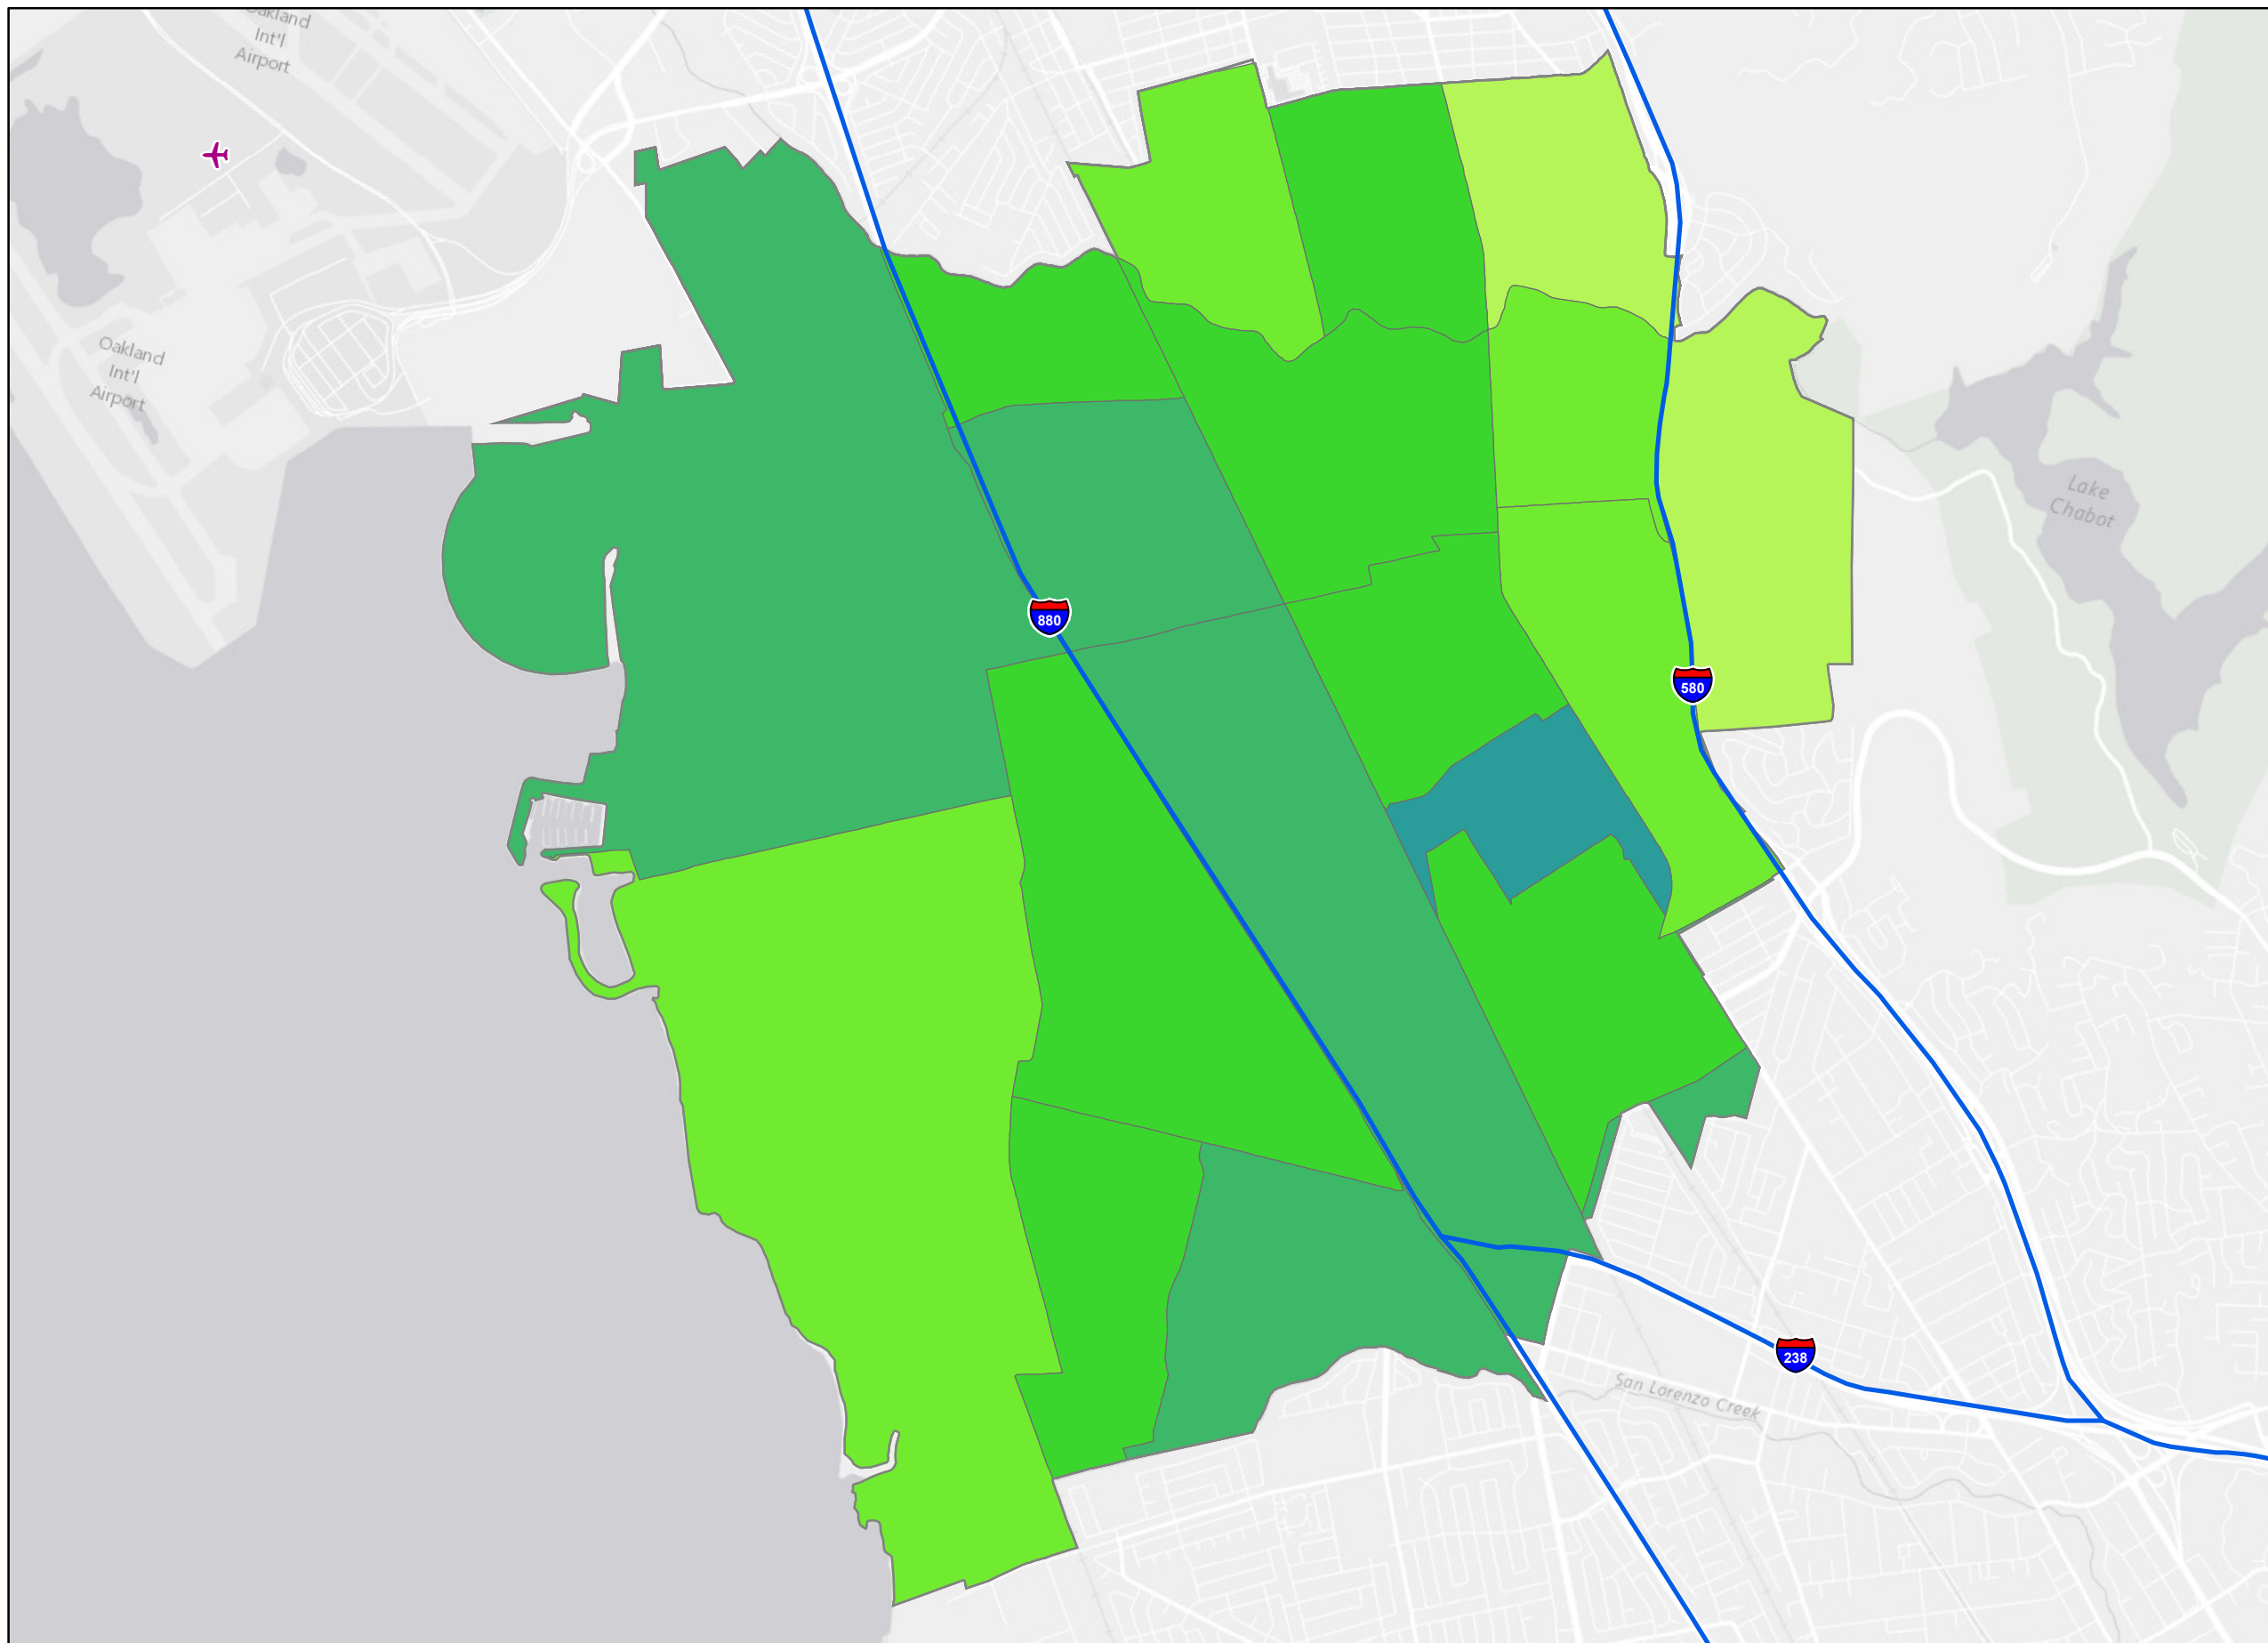 Oakland
Int'l
Airport
Oakland
Int'l
Airport
Lake
Chabot
880
580
238
San Lorenzo Creek